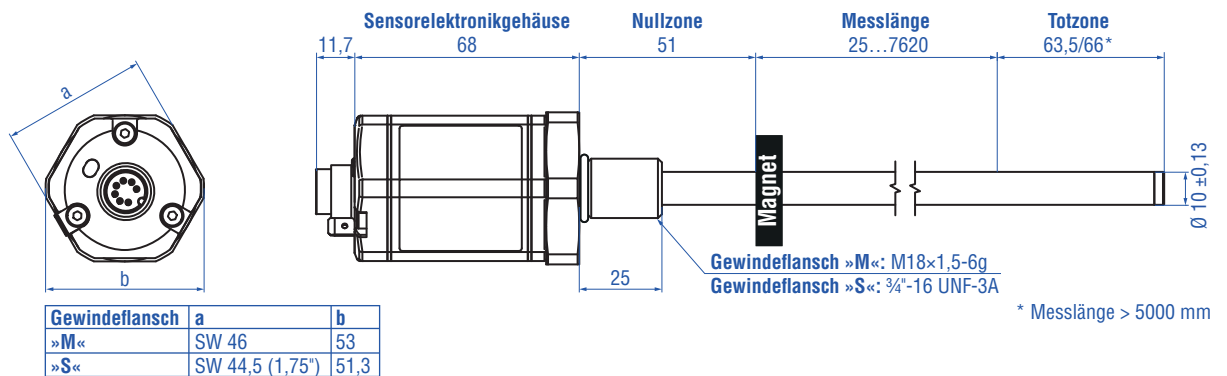 Sensorelektronikgehäuse Nullzone Messlänge Totzone
11,7 68 51 25…7620 63,5/66*
a
Magnet
Ø 10 ±0,13
b
25
Gewindeflansch »M«: M18×1,5-6g
Gewindeflansch »S«: ¾"-16 UNF-3A
* Messlänge > 5000 mm
Gewindeflansch a b
»M« SW 46 53
»S« SW 44,5 (1,75") 51,3